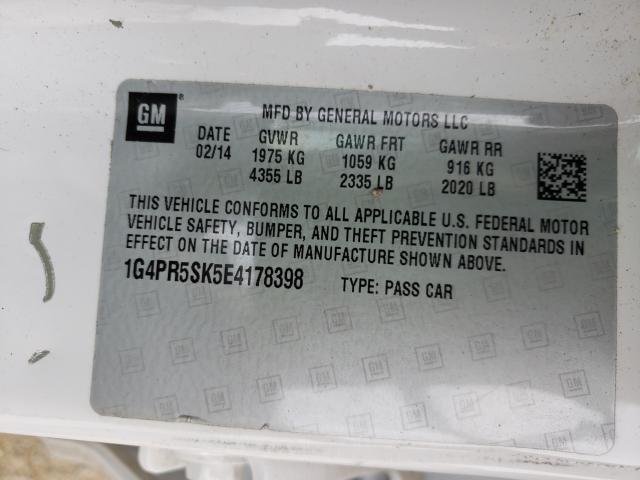 GM
MFD BY GENERAL MOTORS LLC
DATE GVWR GAWR FRT GAWR RR
02/14 1975 KG 1059 KG 916 KG
4355 LB 2335 LB 2020 LB
THIS VEHICLE CONFORMS TO ALL APPLICABLE U.S. FEDERAL MOTOR
VEHICLE SAFETY, BUMPER, AND THEFT PREVENTION STANDARDS IN
EFFECT ON THE DATE OF MANUFACTURE SHOWN ABOVE.
1G4PR5SK5E4178398 TYPE: PASS CAR